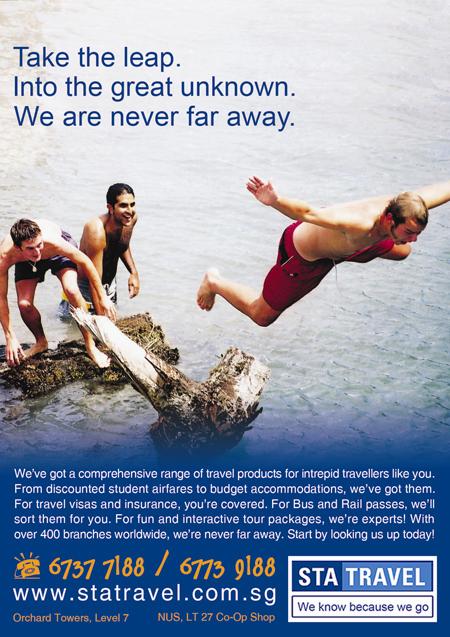 Take the leap.
Into the great unknown.
We are never far away.
We've got a comprehensive range of travel products for intrepid travellers like you.
From discounted student airfares to budget accommodations, we've got them.
For travel visas and insurance, you're covered. For Bus and Rail passes, we'll
sort them for you. For fun and interactive tour packages, we're experts! With
over 400 branches worldwide, we're never far away. Start by looking us up today!
6737 7188 / 6773 9188
www.statravel.com.sg
Orchard Towers, Level 7 NUS, LT 27 Co-Op Shop
STA TRAVEL
We know because we go